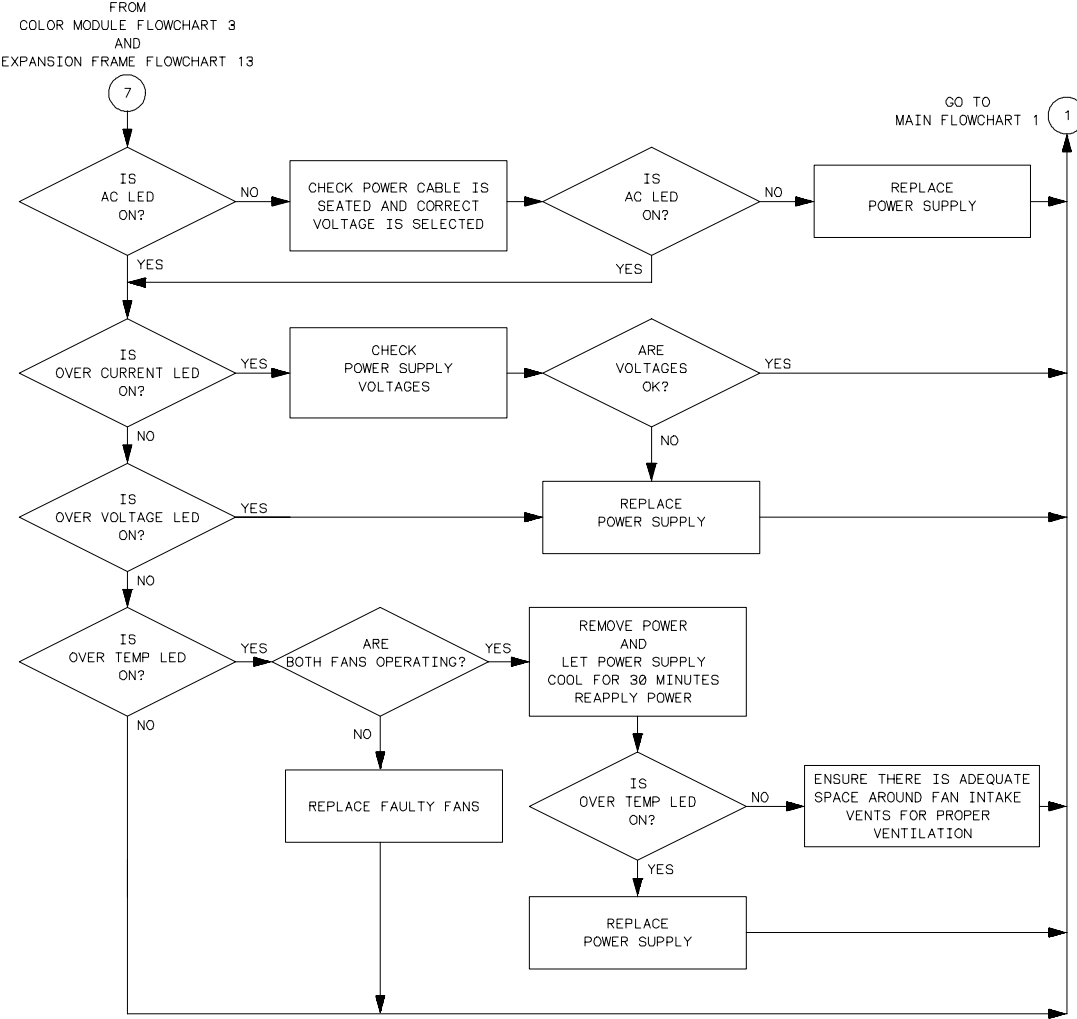 FROM
COLOR MODULE FLOWCHART 3
AND
EXPANSION FRAME FLOWCHART 13
7
GO TO
MAIN FLOWCHART 1
1
IS
AC LED
ON?
NO
YES
CHECK POWER CABLE IS
SEATED AND CORRECT
VOLTAGE IS SELECTED
IS
AC LED
ON?
NO
YES
REPLACE
POWER SUPPLY
IS
OVER CURRENT LED
ON?
YES
NO
CHECK
POWER SUPPLY
VOLTAGES
ARE
VOLTAGES
OK?
YES
NO
IS
OVER VOLTAGE LED
ON?
YES
NO
REPLACE
POWER SUPPLY
IS
OVER TEMP LED
ON?
YES
NO
ARE
BOTH FANS OPERATING?
YES
NO
REMOVE POWER
AND
LET POWER SUPPLY
COOL FOR 30 MINUTES
REAPPLY POWER
REPLACE FAULTY FANS
IS
OVER TEMP LED
ON?
NO
YES
ENSURE THERE IS ADEQUATE
SPACE AROUND FAN INTAKE
VENTS FOR PROPER
VENTILATION
REPLACE
POWER SUPPLY